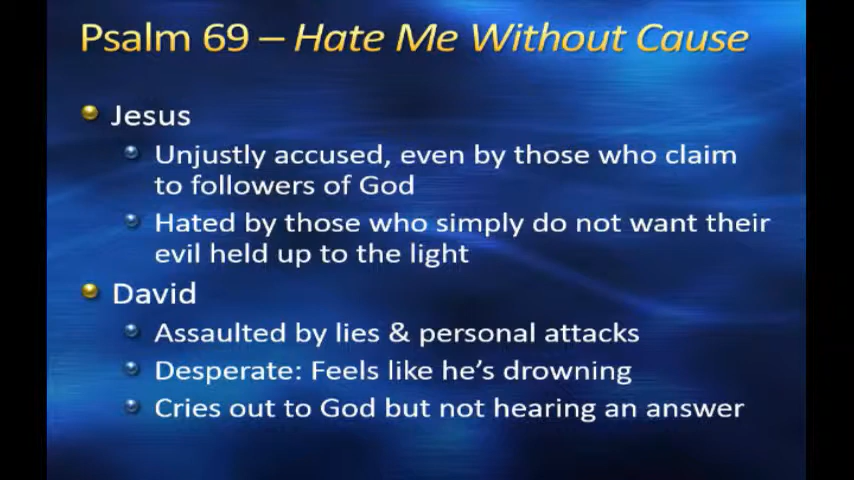 Psalm 69 – Hate Me Without Cause
Jesus
Unjustly accused, even by those who claim
to followers of God
Hated by those who simply do not want their
evil held up to the light
David
Assaulted by lies & personal attacks
Desperate: Feels like he’s drowning
Cries out to God but not hearing an answer